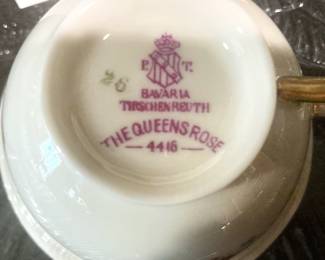 P. T.
26
BAVARIA
TIRSCHENREUTH
THE QUEENS ROSE
— 4416 —